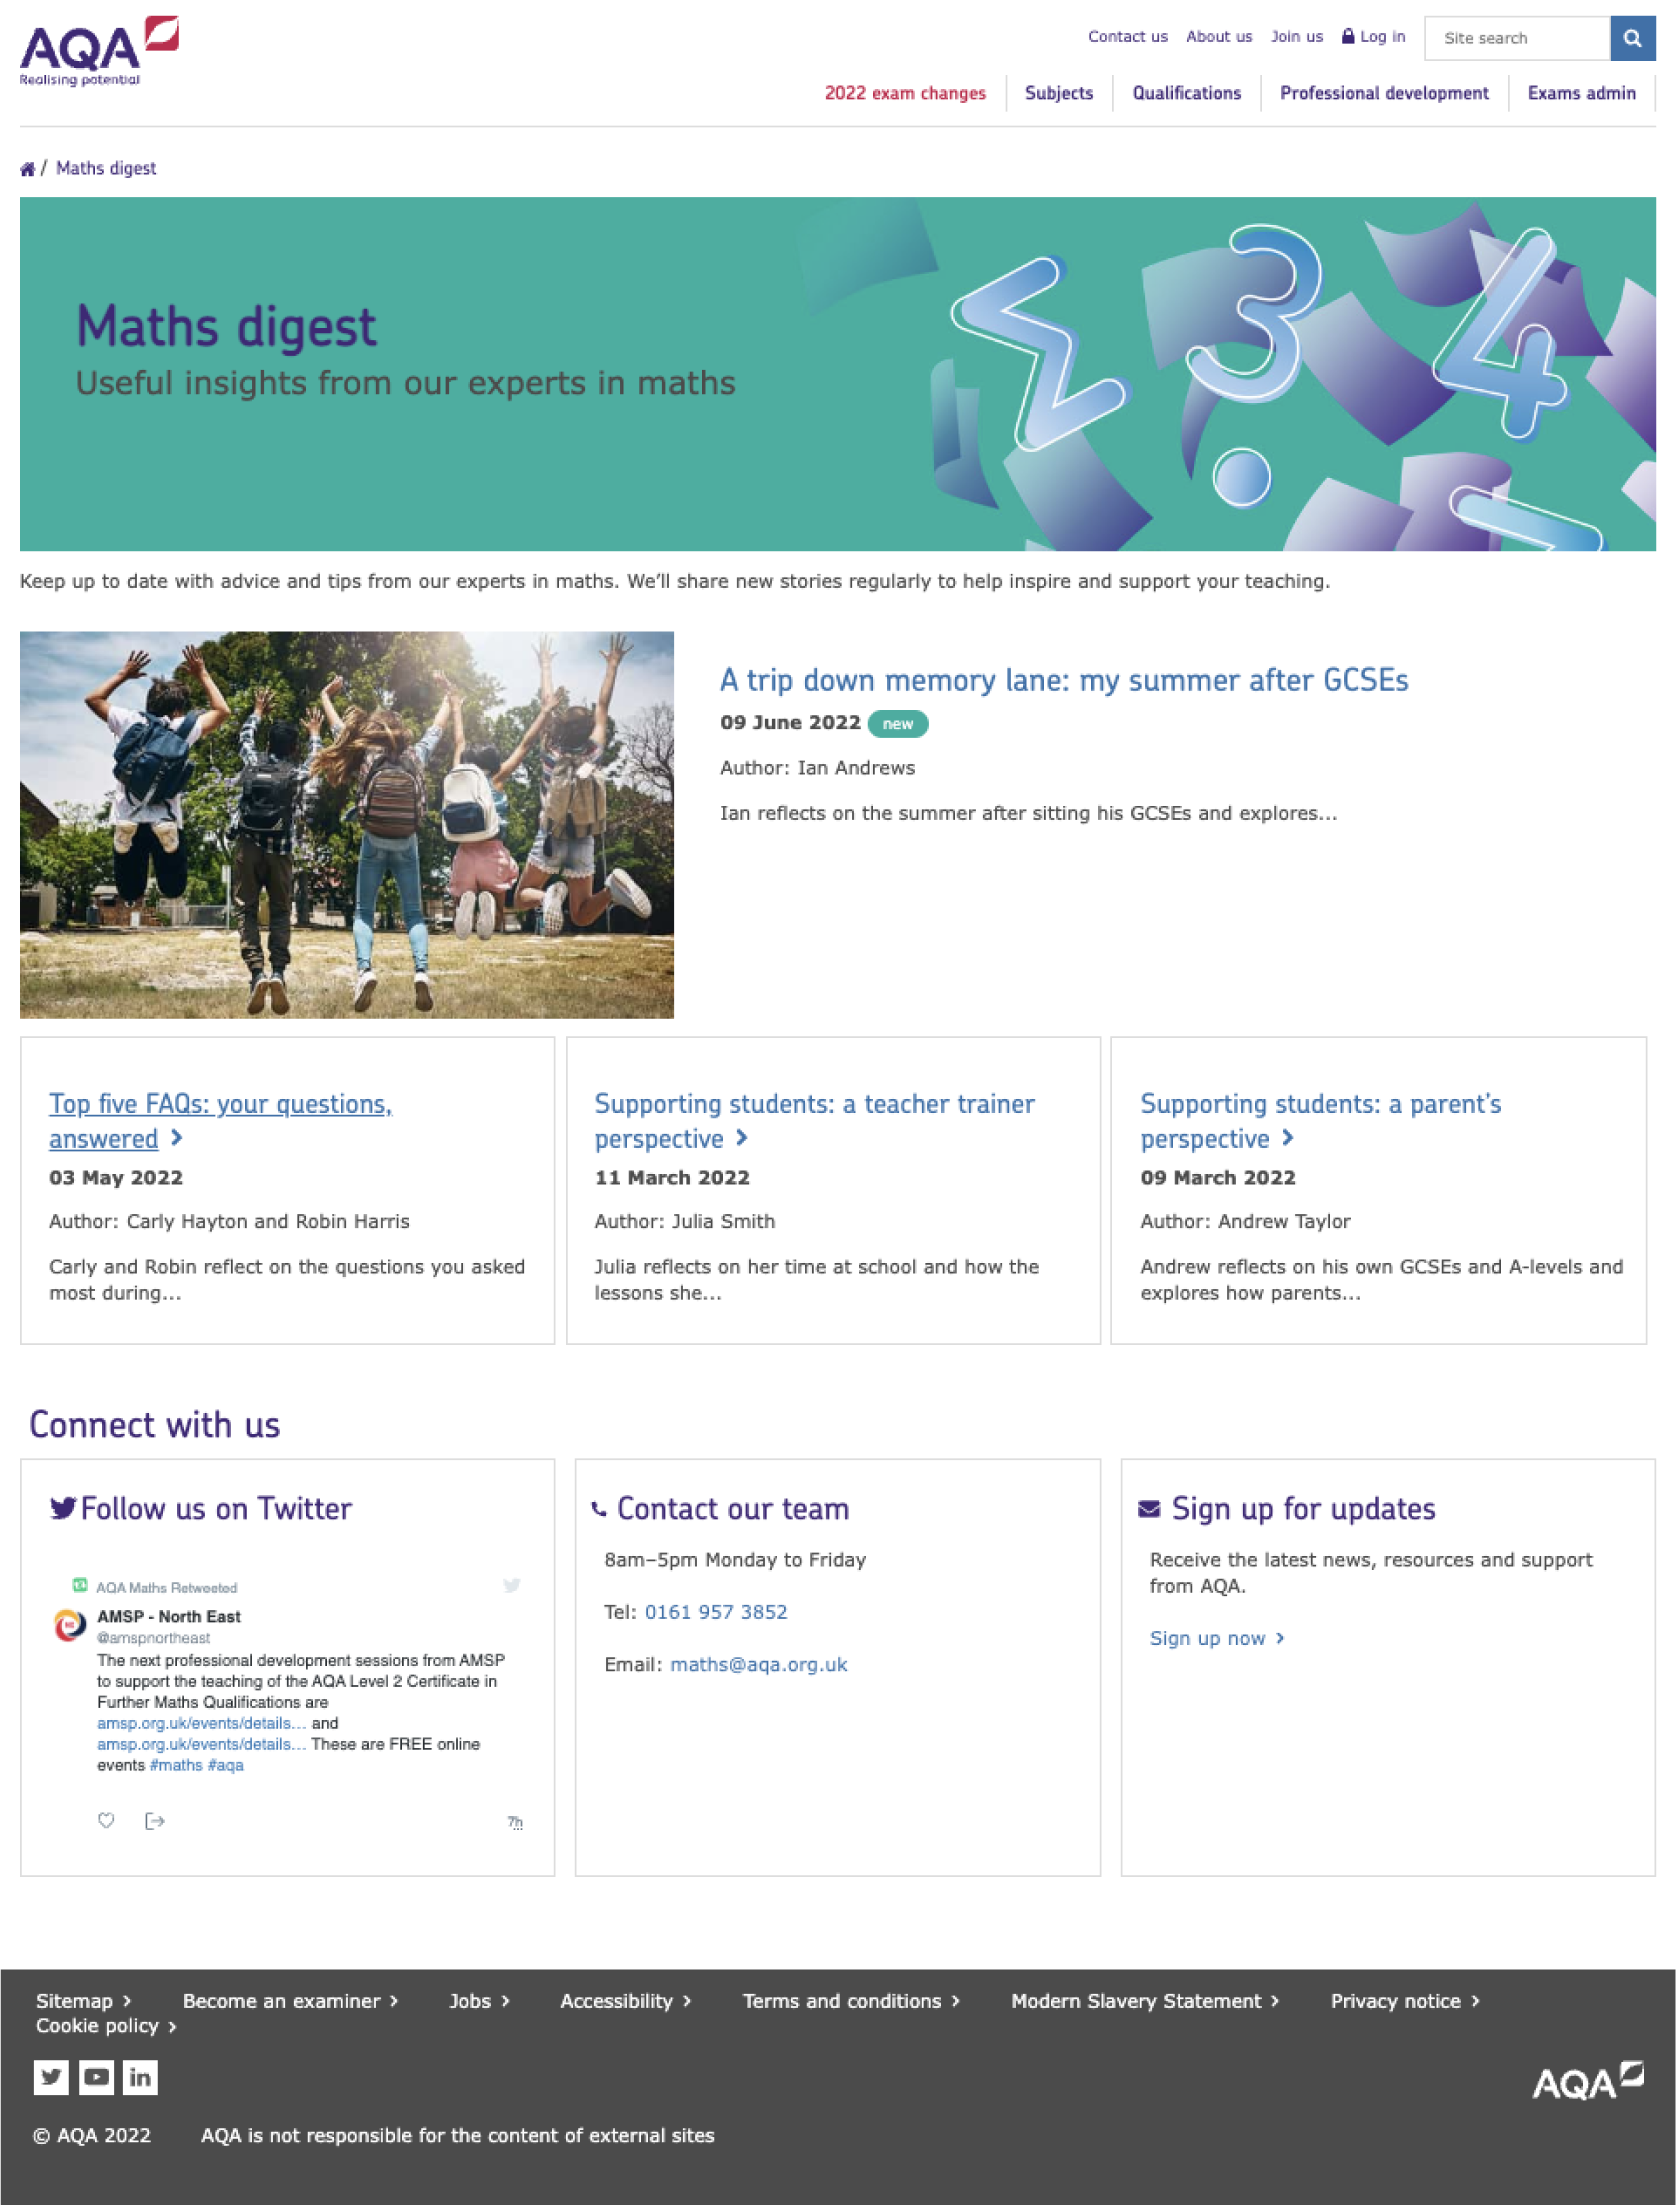 AQA
Realising potential
Contact us About us Join us Log in Site search
2022 exam changes Subjects Qualifications Professional development Exams admin
/ Maths digest
Maths digest
Useful insights from our experts in maths
3 4
Keep up to date with advice and tips from our experts in maths. We'll share new stories regularly to help inspire and support your teaching.
A trip down memory lane: my summer after GCSEs
09 June 2022 new
Author: Ian Andrews
Ian reflects on the summer after sitting his GCSEs and explores...
Top five FAQs: your questions,
answered
03 May 2022
Author: Carly Hayton and Robin Harris
Carly and Robin reflect on the questions you asked
most during...
Supporting students: a teacher trainer
perspective
11 March 2022
Author: Julia Smith
Julia reflects on her time at school and how the
lessons she...
Supporting students: a parent's
perspective
09 March 2022
Author: Andrew Taylor
Andrew reflects on his own GCSEs and A-levels and
explores how parents...
Connect with us
Follow us on Twitter
AQA Maths Retweeted
AMSP - North East
@amspnortheast
The next professional development sessions from AMSP
to support the teaching of the AQA Level 2 Certificate in
Further Maths Qualifications are
amsp.org.uk/events/details... and
amsp.org.uk/events/details... These are FREE online
events #maths #aqa
7h
Contact our team
8am–5pm Monday to Friday
Tel: 0161 957 3852
Email: maths@aqa.org.uk
Sign up for updates
Receive the latest news, resources and support
from AQA.
Sign up now
Sitemap Become an examiner Jobs Accessibility Terms and conditions Modern Slavery Statement Privacy notice
Cookie policy
in
AQA
© AQA 2022 AQA is not responsible for the content of external sites